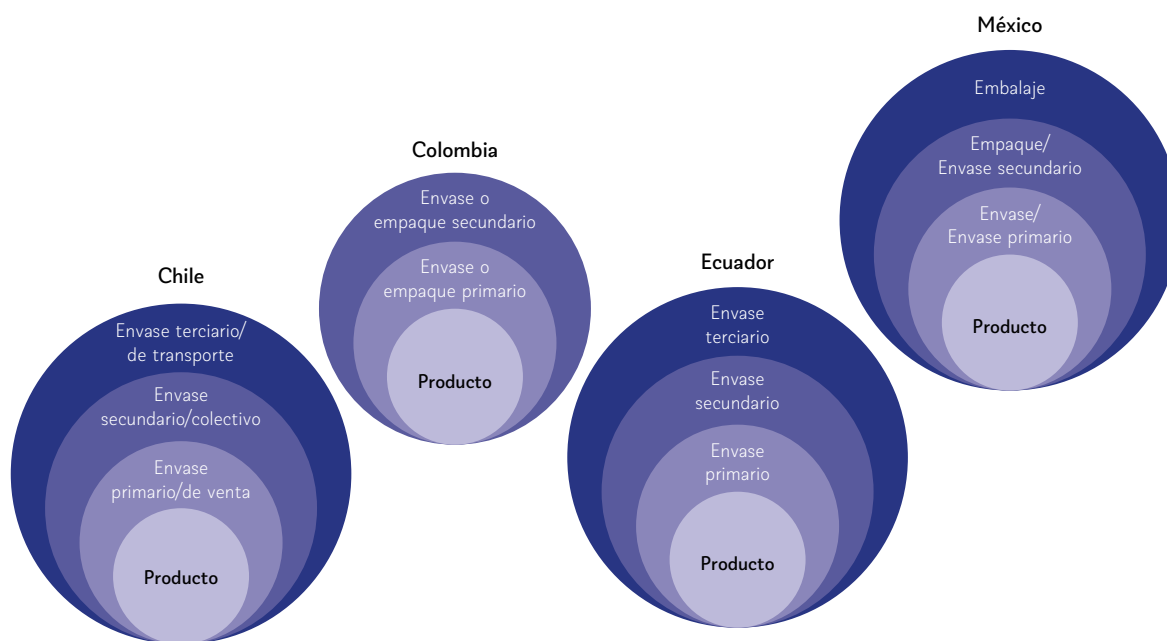 Chile
Envase terciario/
de transporte
Envase
secundario/colectivo
Envase
primario/de venta
Producto
Colombia
Envase o
empaque secundario
Envase o
empaque primario
Producto
Ecuador
Envase
terciario
Envase
secundario
Envase
primario
Producto
México
Embalaje
Empaque/
Envase secundario
Envase/
Envase primario
Producto